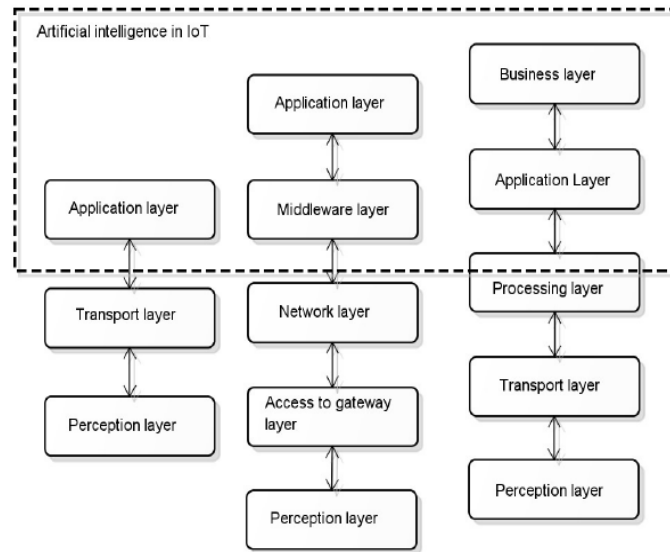 Artificial intelligence in IoT
Application layer
Transport layer
Perception layer
Application layer
Middleware layer
Network layer
Access to gateway
layer
Perception layer
Business layer
Application Layer
Processing layer
Transport layer
Perception layer